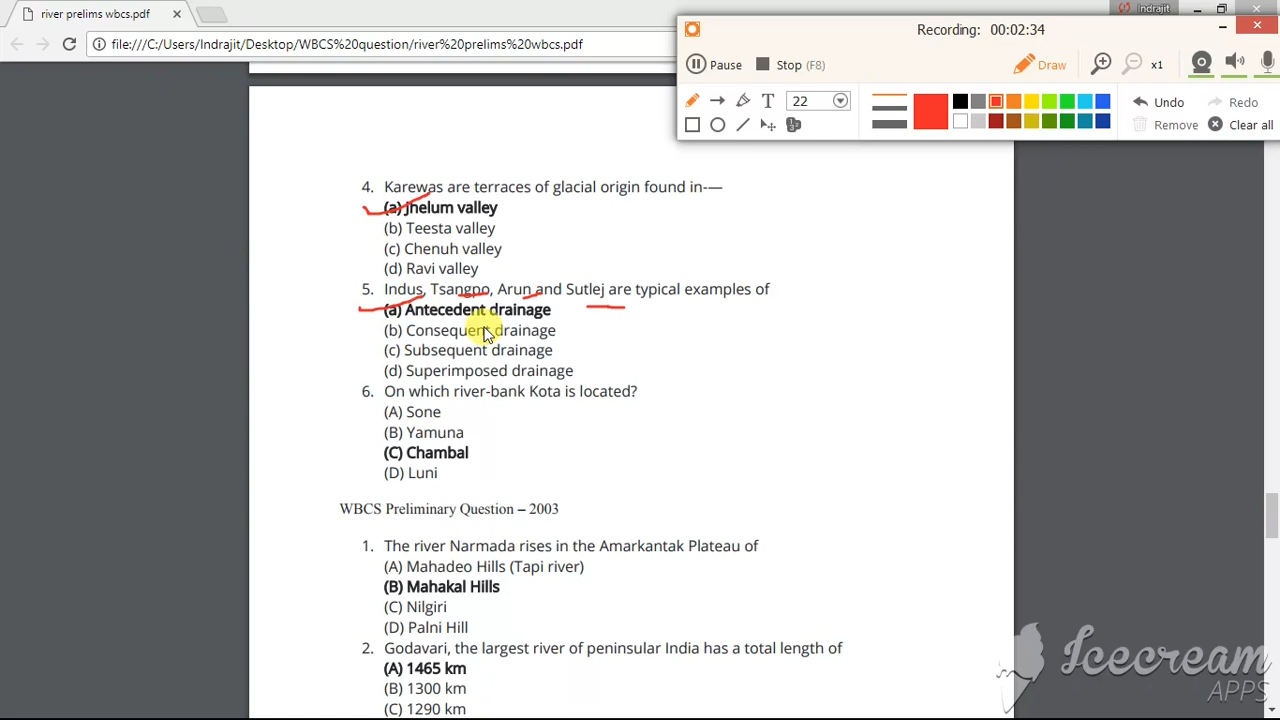 river prelims wbcs.pdf
Indrajit
file:///C:/Users/Indrajit/Desktop/WBCS%20question/river%20prelims%20wbcs.pdf
Recording: 00:02:34
Pause
Stop (F8)
Draw
x1
T
22
Undo
Redo
Remove
Clear all
4. Karewas are terraces of glacial origin found in-—
(a) Jhelum valley
(b) Teesta valley
(c) Chenuh valley
(d) Ravi valley
5. Indus, Tsangpo, Arun and Sutlej are typical examples of
(a) Antecedent drainage
(b) Consequent drainage
(c) Subsequent drainage
(d) Superimposed drainage
6. On which river-bank Kota is located?
(A) Sone
(B) Yamuna
(C) Chambal
(D) Luni
WBCS Preliminary Question – 2003
1. The river Narmada rises in the Amarkantak Plateau of
(A) Mahadeo Hills (Tapi river)
(B) Mahakal Hills
(C) Nilgiri
(D) Palni Hill
2. Godavari, the largest river of peninsular India has a total length of
(A) 1465 km
(B) 1300 km
(C) 1290 km
Icecream
APPS